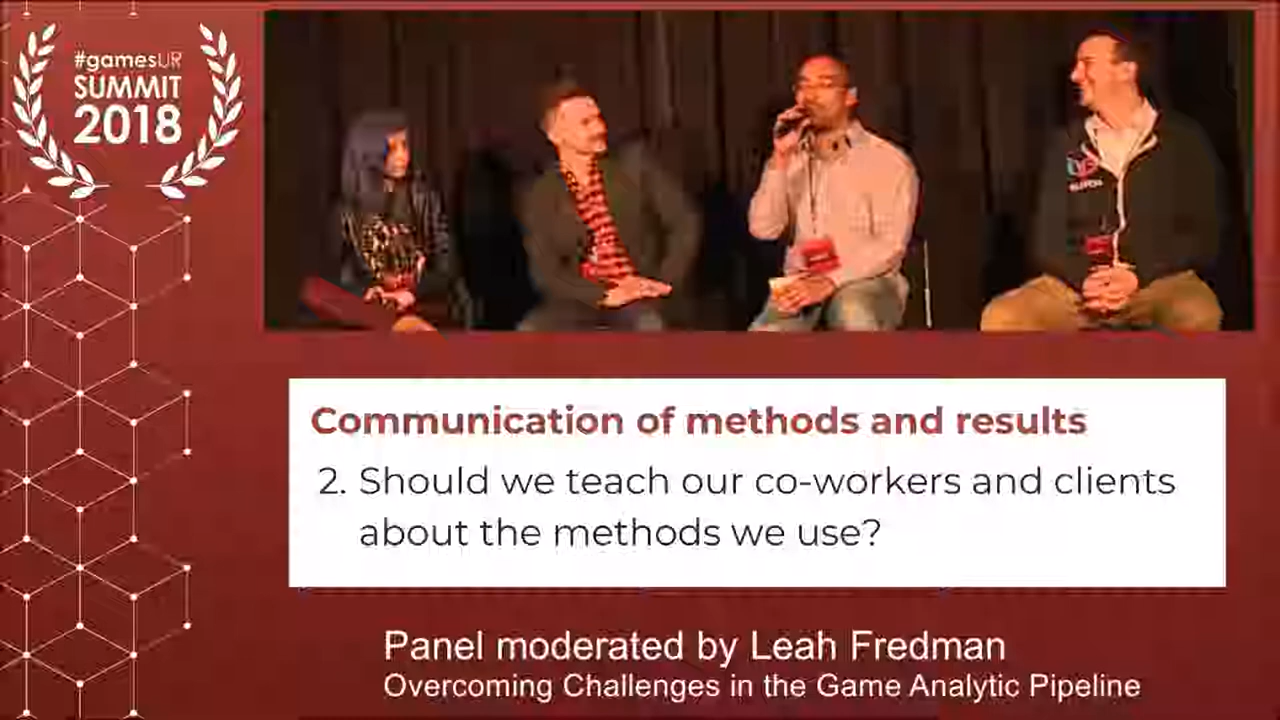 #gamesUR
SUMMIT
2018
Communication of methods and results
2. Should we teach our co-workers and clients
about the methods we use?
Panel moderated by Leah Fredman
Overcoming Challenges in the Game Analytic Pipeline